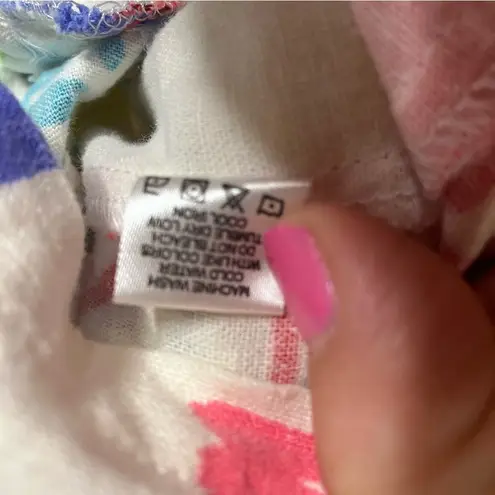 MACHINE WASH
COLD WATER
WITH LIKE COLORS
DO NOT BLEACH
TUMBLE DRY LOW
COOL IRON